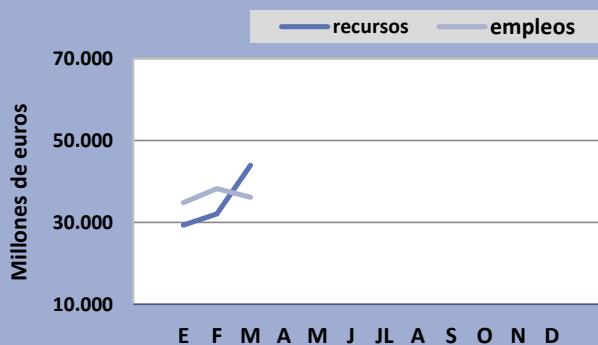 recursos empleos
70.000
50.000
30.000
10.000
Millones de euros
E F M A M J JL A S O N D